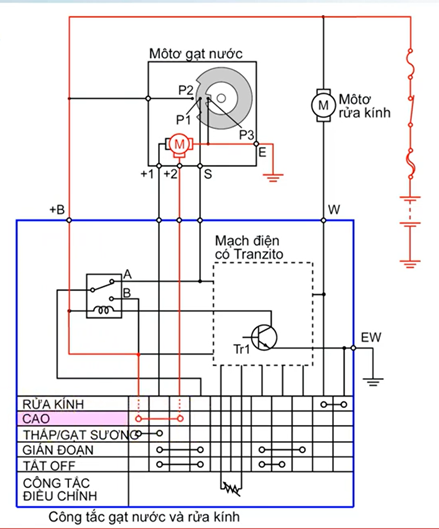 Môtơ gạt nước
P2
P1
P3
M
E
M
Môtơ
rửa kính
+1
+2
S
+B
W
Mạch điện
có Tranzito
A
B
Tr1
EW
RỬA KÍNH
CAO
THẤP/GẠT SƯƠNG
GIÁN ĐOẠN
TẮT OFF
CÔNG TẮC
ĐIỀU CHỈNH
Công tắc gạt nước và rửa kính